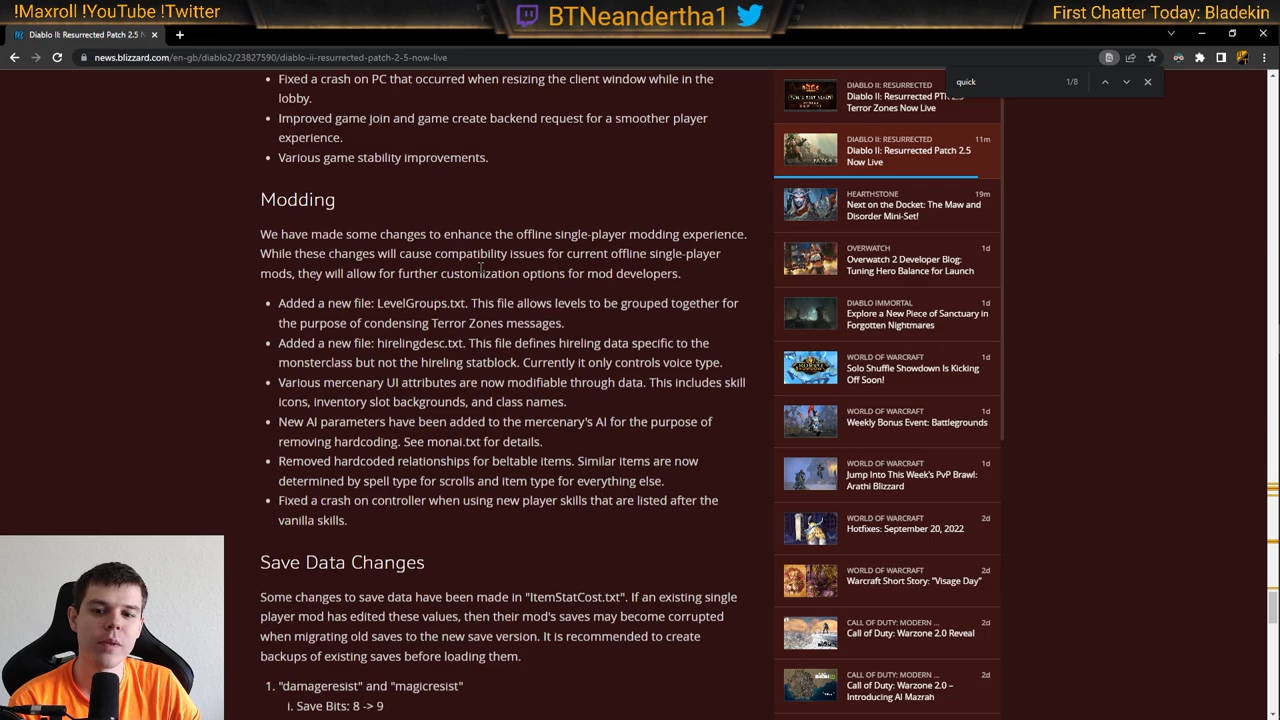 !Maxroll !YouTube !Twitter
BTNeandertha1
First Chatter Today: Bladekin
Diablo II: Resurrected Patch 2.5 N
news.blizzard.com/en-gb/diablo2/23827590/diablo-ii-resurrected-patch-2-5-now-live
quick
1/8
• Fixed a crash on PC that occurred when resizing the client window while in the
lobby.
• Improved game join and game create backend request for a smoother player
experience.
• Various game stability improvements.
Modding
We have made some changes to enhance the offline single-player modding experience.
While these changes will cause compatibility issues for current offline single-player
mods, they will allow for further customization options for mod developers.
• Added a new file: LevelGroups.txt. This file allows levels to be grouped together for
the purpose of condensing Terror Zones messages.
• Added a new file: hirelingdesc.txt. This file defines hireling data specific to the
monsterclass but not the hireling statblock. Currently it only controls voice type.
• Various mercenary UI attributes are now modifiable through data. This includes skill
icons, inventory slot backgrounds, and class names.
• New AI parameters have been added to the mercenary's AI for the purpose of
removing hardcoding. See monai.txt for details.
• Removed hardcoded relationships for beltable items. Similar items are now
determined by spell type for scrolls and item type for everything else.
• Fixed a crash on controller when using new player skills that are listed after the
vanilla skills.
Save Data Changes
Some changes to save data have been made in "ItemStatCost.txt". If an existing single
player mod has edited these values, then their mod's saves may become corrupted
when migrating old saves to the new save version. It is recommended to create
backups of existing saves before loading them.
1. "damageresist" and "magicresist"
i. Save Bits: 8 -> 9
DIABLO II: RESURRECTED
Diablo II: Resurrected PTR 2.5
Terror Zones Now Live
DIABLO II: RESURRECTED 11m
Diablo II: Resurrected Patch 2.5
Now Live
HEARTHSTONE 19m
Next on the Docket: The Maw and
Disorder Mini-Set!
OVERWATCH 1d
Overwatch 2 Developer Blog:
Tuning Hero Balance for Launch
DIABLO IMMORTAL 1d
Explore a New Piece of Sanctuary in
Forgotten Nightmares
WORLD OF WARCRAFT 1d
Solo Shuffle Showdown Is Kicking
Off Soon!
WORLD OF WARCRAFT 1d
Weekly Bonus Event: Battlegrounds
WORLD OF WARCRAFT 1d
Jump Into This Week's PvP Brawl:
Arathi Blizzard
WORLD OF WARCRAFT 2d
Hotfixes: September 20, 2022
WORLD OF WARCRAFT 2d
Warcraft Short Story: “Visage Day”
CALL OF DUTY: MODERN ... 2d
Call of Duty: Warzone 2.0 Reveal
CALL OF DUTY: MODERN ... 2d
Call of Duty: Warzone 2.0 –
Introducing Al Mazrah